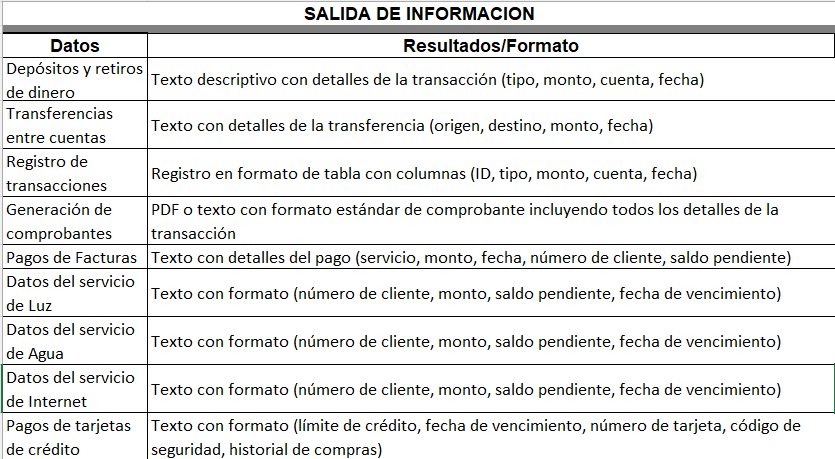 SALIDA DE INFORMACION
Datos Resultados/Formato
Depósitos y retiros
de dinero
Texto descriptivo con detalles de la transacción (tipo, monto, cuenta, fecha)
Transferencias
entre cuentas
Texto con detalles de la transferencia (origen, destino, monto, fecha)
Registro de
transacciones
Registro en formato de tabla con columnas (ID, tipo, monto, cuenta, fecha)
Generación de
comprobantes
PDF o texto con formato estándar de comprobante incluyendo todos los detalles de la
transacción
Pagos de Facturas
Texto con detalles del pago (servicio, monto, fecha, número de cliente, saldo pendiente)
Datos del servicio
de Luz
Texto con formato (número de cliente, monto, saldo pendiente, fecha de vencimiento)
Datos del servicio
de Agua
Texto con formato (número de cliente, monto, saldo pendiente, fecha de vencimiento)
Datos del servicio
de Internet
Texto con formato (número de cliente, monto, saldo pendiente, fecha de vencimiento)
Pagos de tarjetas
de crédito
Texto con formato (límite de crédito, fecha de vencimiento, número de tarjeta, código de
seguridad, historial de compras)